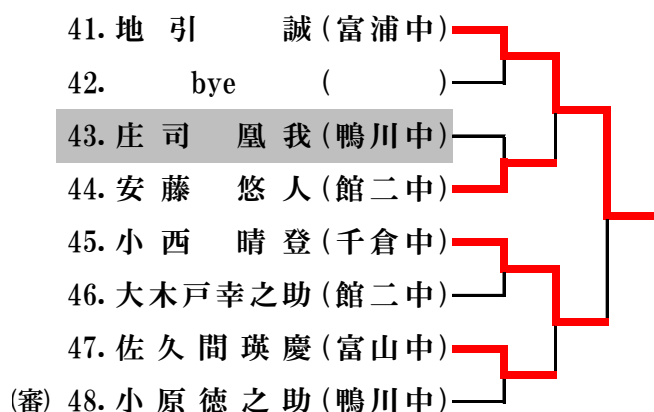 41. 地引 誠 (富浦中)
42. bye ( )
43. 庄司 凰我 (鴨川中)
44. 安藤 悠人 (館二中)
45. 小西 晴登 (千倉中)
46. 大木戸幸之助 (館二中)
47. 佐久間瑛慶 (富山中)
(審) 48. 小原徳之助 (鴨川中)